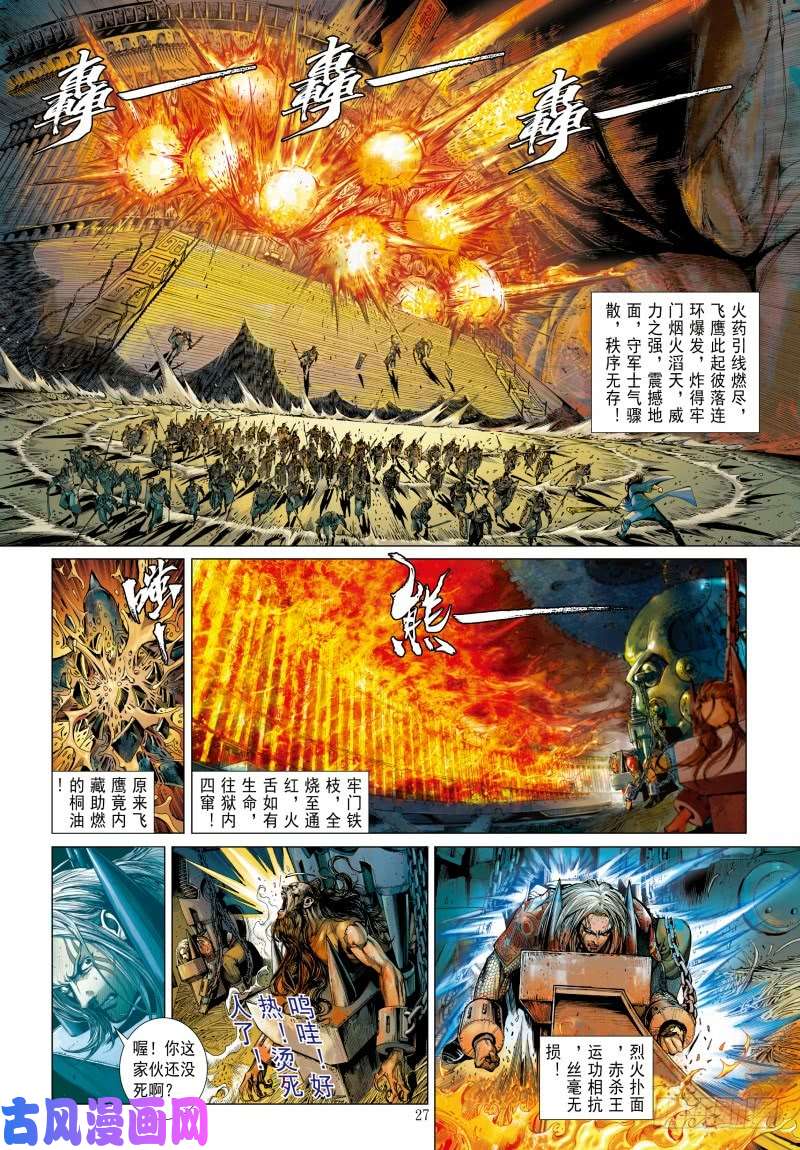 轰——
轰——
轰——
火药引线燃尽，
飞鹰此起彼落连
环爆发，炸得牢
门烟火滔天，威
力之强，震撼地
面，守军士气骤
散，秩序无存！
嗤！
原来飞
鹰竟内
藏助燃
的桐油
！
熊——
牢门铁
枝，全
烧至通
红，火
舌如有
生命，
往狱内
四窜！
喔！你这
家伙还没
死啊？
呜哇！好
热！烫死
人了！
烈火扑面
，赤杀王
运功相抗
，丝毫无
损！
27
古风漫画网